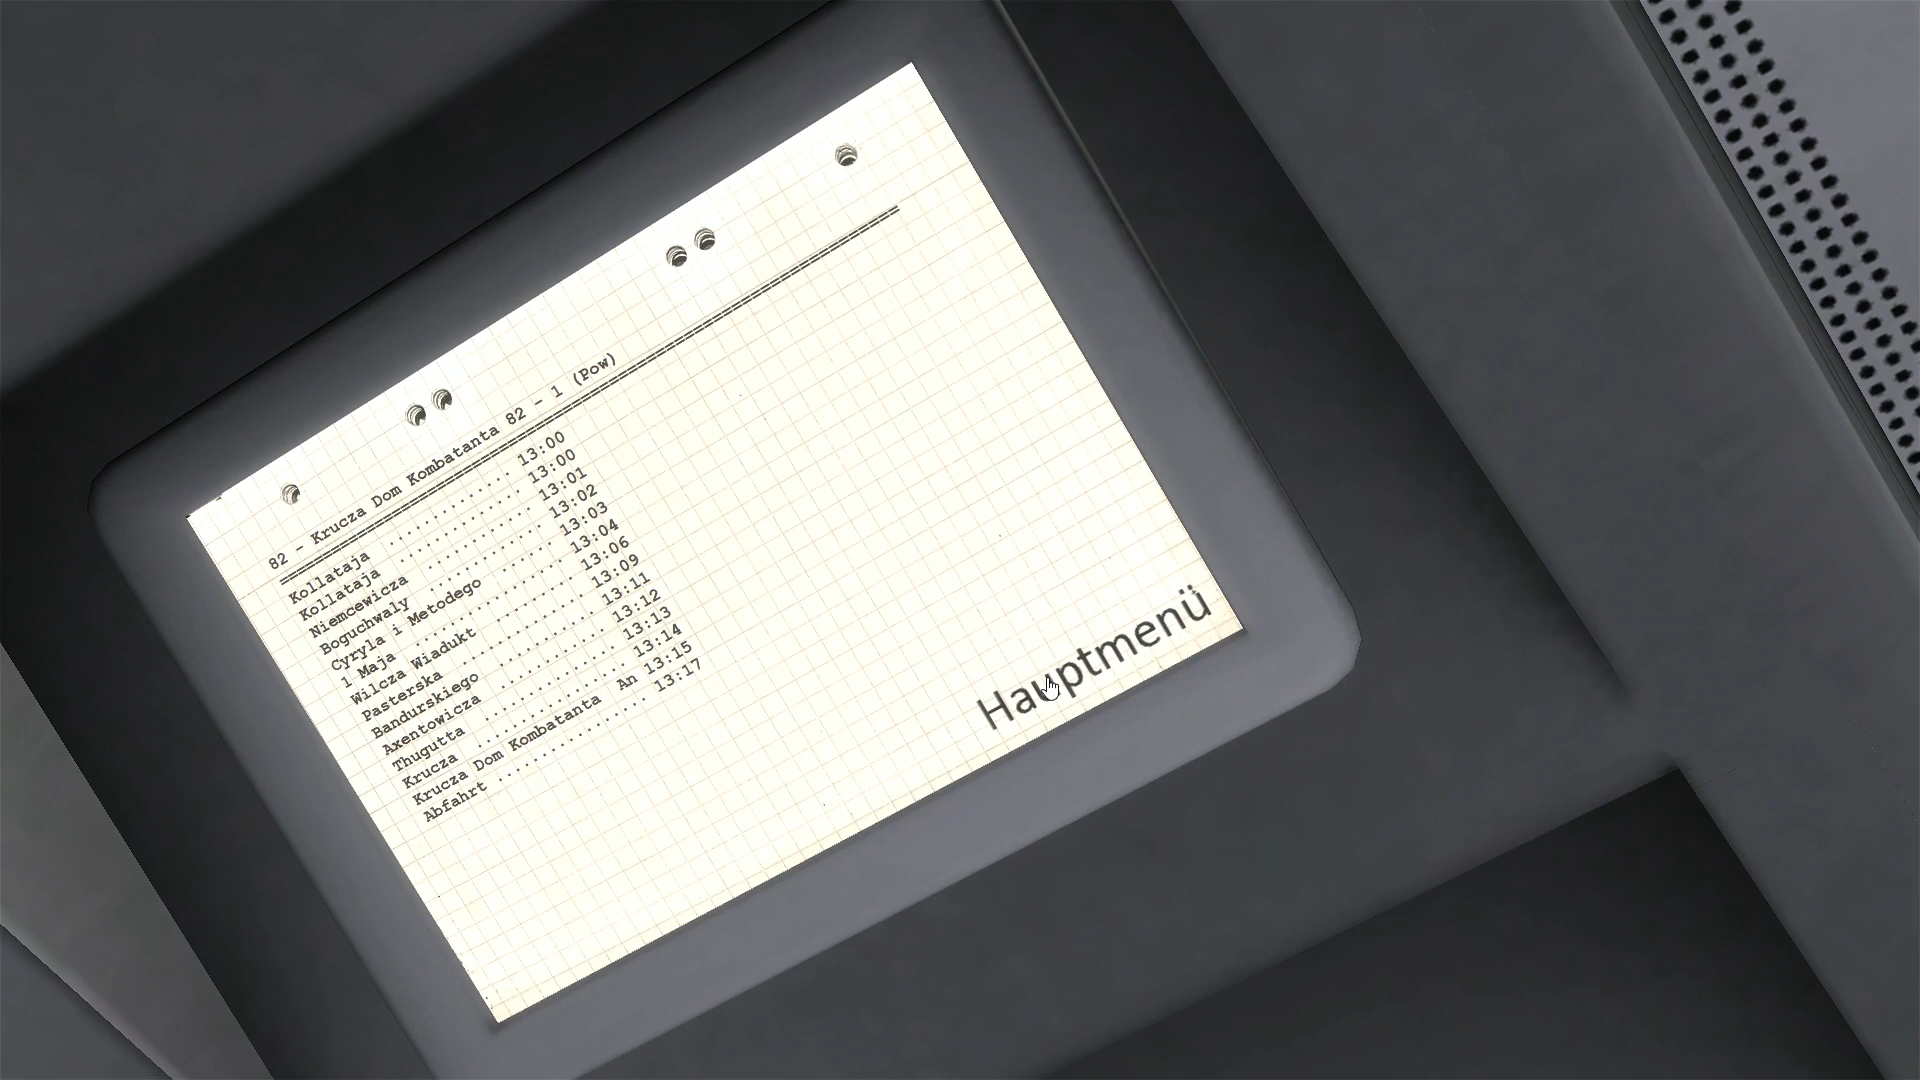 82 - Krucza Dom Kombatanta 82 - 1 (Pow)
Kollataja ............ 13:00
Kollataja ............ 13:00
Niemcewicza .......... 13:01
Boguchwaly ........... 13:02
Cyryla i Metodego .... 13:03
1 Maja ............... 13:04
Wilcza Wiadukt ....... 13:06
Pasterska ............ 13:09
Bandurskiego ......... 13:11
Axentowicza .......... 13:12
Thugutta ............. 13:13
Krucza ............... 13:14
Krucza Dom Kombatanta An 13:15
Abfahrt .............. 13:17
Hauptmenü